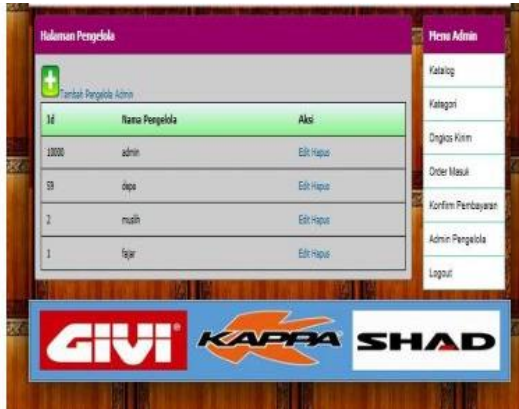 Halaman Pengelola
Tambah Pengelola Admin
Id Nama Pengelola Aksi
10000 admin Edit Hapus
59 depe Edit Hapus
2 muslih Edit Hapus
1 fajar Edit Hapus
Menu Admin
Katalog
Kategori
Ongkos Kirim
Order Masuk
Konfirm Pembayaran
Admin Pengelola
Logout
GIVI KAPPA SHAD